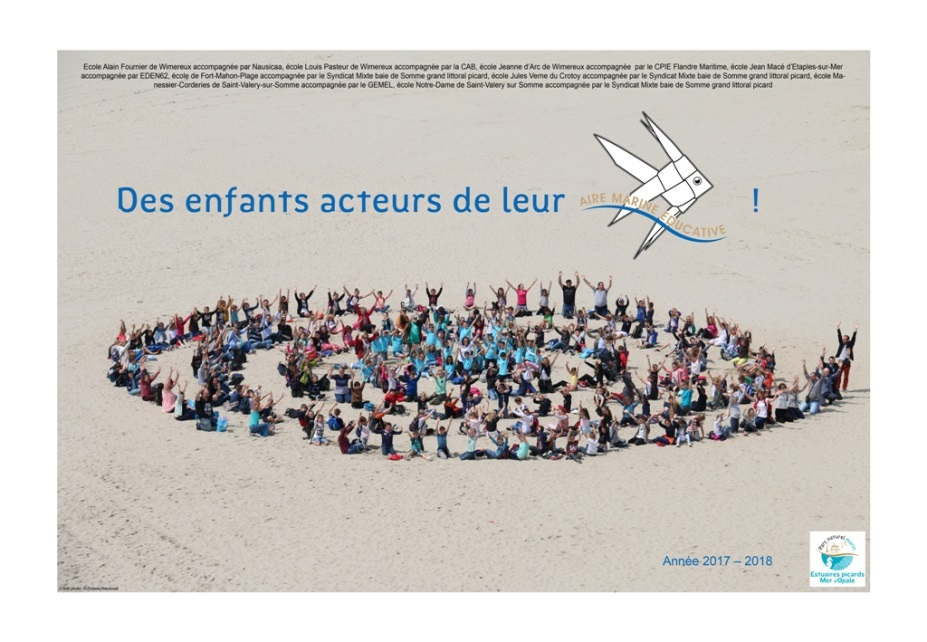 Ecole Alain Fournier de Wimereux accompagnée par Nausicaa, école Louis Pasteur de Wimereux accompagnée par la CAB, école Jeanne d'Arc de Wimereux accompagnée par le CPIE Flandre Maritime, école Jean Macé d'Etaples-sur-Mer
accompagnée par EDEN62, école de Fort-Mahon-Plage accompagnée par le Syndicat Mixte baie de Somme grand littoral picard, école Jules Verne du Crotoy accompagnée par le Syndicat Mixte baie de Somme grand littoral picard, école Ma-
nessier-Corderies de Saint-Valery-sur-Somme accompagnée par le GEMEL, école Notre-Dame de Saint-Valery sur Somme accompagnée par le Syndicat Mixte baie de Somme grand littoral picard
Des enfants acteurs de leur !
AIRE MARINE EDUCATIVE
Année 2017 – 2018
Parc naturel marin
Estuaires picards
Mer d'Opale